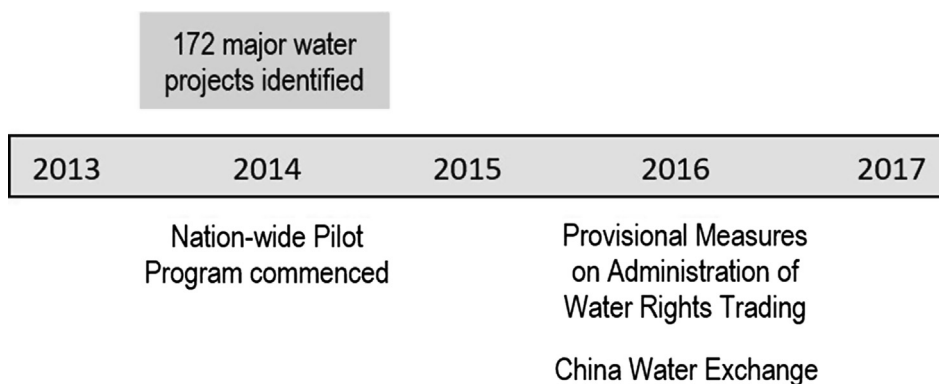 172 major water
projects identified
2013 2014 2015 2016 2017
Nation-wide Pilot
Program commenced
Provisional Measures
on Administration of
Water Rights Trading
China Water Exchange